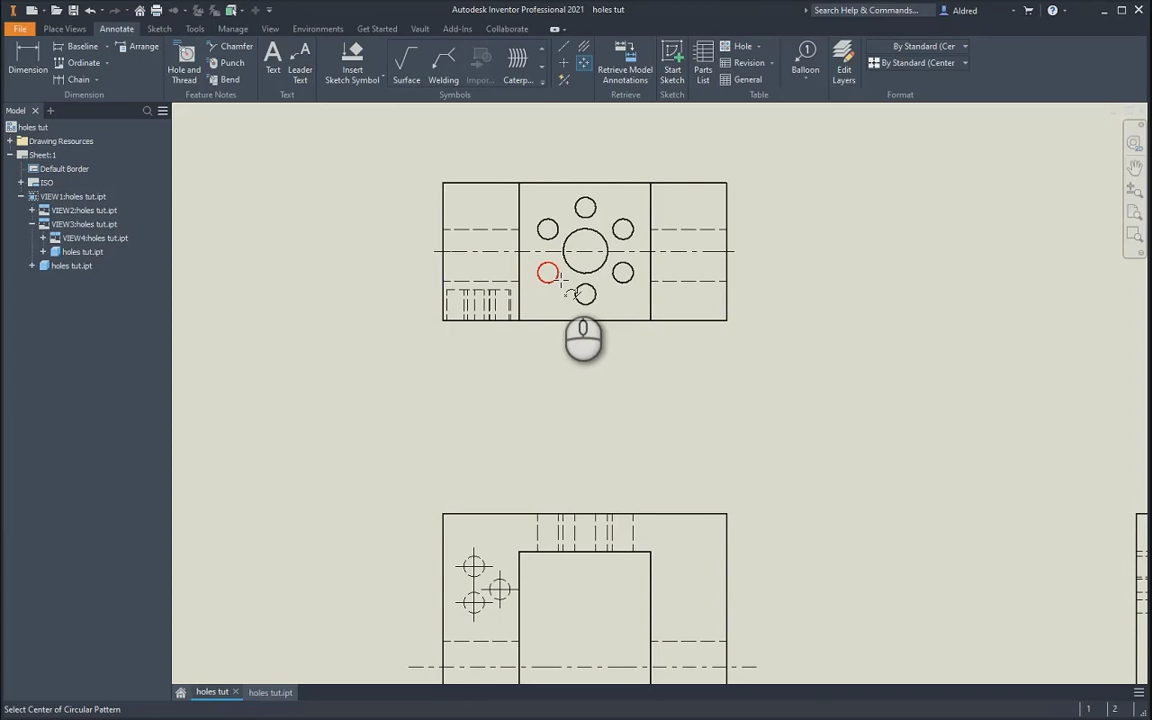 Autodesk Inventor Professional 2021 holes tut
Search Help & Commands...
Aldred
File
Place Views
Annotate
Sketch
Tools
Manage
View
Environments
Get Started
Vault
Add-Ins
Collaborate
Dimension
Baseline
Ordinate
Chain
Arrange
Dimension
Hole and Thread
Chamfer
Punch
Bend
Feature Notes
Text
Leader Text
Text
Insert Sketch Symbol
Surface
Welding
Impor...
Caterp...
Symbols
Retrieve Model Annotations
Retrieve
Start Sketch
Sketch
Parts List
Hole
Revision
General
Table
1
Balloon
Edit Layers
By Standard (Cer
By Standard (Center
Format
Model
holes tut
Drawing Resources
Sheet:1
Default Border
ISO
VIEW1:holes tut.ipt
VIEW2:holes tut.ipt
VIEW3:holes tut.ipt
VIEW4:holes tut.ipt
holes tut.ipt
holes tut.ipt
holes tut
holes tut.ipt
Select Center of Circular Pattern
1
2